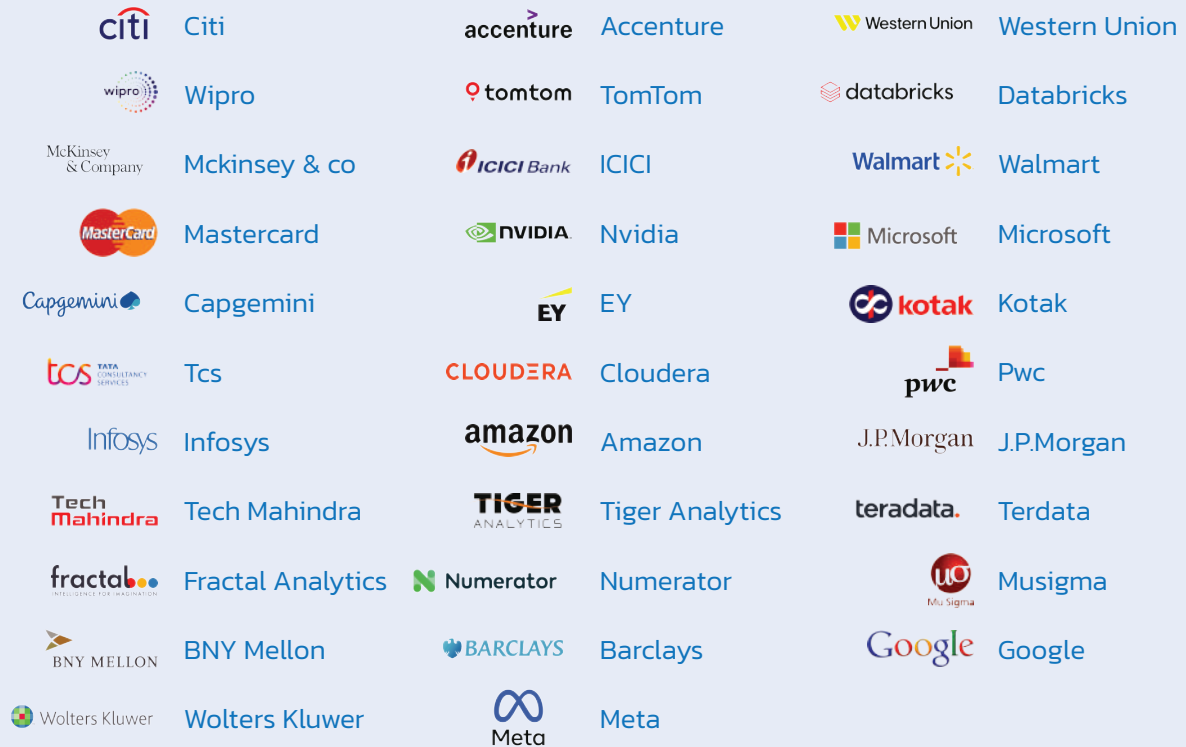 citi Citi
accenture Accenture
Western Union Western Union
wipro Wipro
tomtom TomTom
databricks Databricks
McKinsey
& Company
Mckinsey & co
ICICI Bank ICICI
Walmart Walmart
MasterCard Mastercard
NVIDIA. Nvidia
Microsoft Microsoft
Capgemini Capgemini
EY EY
kotak Kotak
tcs TATA
CONSULTANCY
SERVICES
Tcs
CLOUDERA Cloudera
pwc Pwc
Infosys Infosys
amazon Amazon
J.P.Morgan J.P.Morgan
Tech
Mahindra
Tech Mahindra
TIGER
ANALYTICS
Tiger Analytics
teradata. Terdata
fractal
INTELLIGENCE FOR IMAGINATION
Fractal Analytics
N Numerator Numerator
μσ
Mu Sigma
Musigma
BNY MELLON BNY Mellon
BARCLAYS Barclays
Google Google
Wolters Kluwer Wolters Kluwer
Meta
Meta